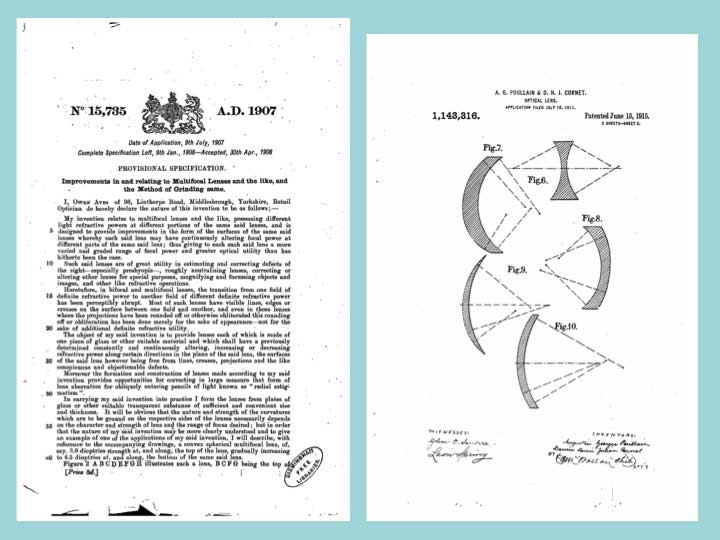 N° 15,735 A.D. 1907
Date of Application, 9th July, 1907
Complete Specification Left, 9th Jan., 1908—Accepted, 30th Apr., 1908
PROVISIONAL SPECIFICATION.
Improvements in and relating to Multifocal Lenses and the like, and
the Method of Grinding same.
I, OWEN AVES of 98, Linthorpe Road, Middlesbrough, Yorkshire, Retail
Optician do hereby declare the nature of this invention to be as follows;—
My invention relates to multifocal lenses and the like, possessing different
light refractive powers at different portions of the same said lenses, and is
5 designed to provide improvements in the form of the surfaces of the same said
lenses whereby each said lens may have continuously altering focal power at
different parts of the same said lens; thus giving to each such said lens a more
varied and graded range of focal power and greater optical utility than has
hitherto been the case.
10 Such said lenses are of great utility in estimating and correcting defects of
the sight—especially presbyopia—, roughly neutralising lenses, correcting or
altering other lenses for special purposes, magnifying and focussing objects and
images, and other like refractive operations.
Heretofore, in bifocal and multifocal lenses, the transition from one field of
15 definite refractive power to another field of different definite refractive power
has been perceptibly abrupt. Most of such lenses have visible lines, edges or
creases on the surface between one field and another, and even in those lenses
where the projections have been rounded off or otherwise obliterated this rounding
off or obliteration has been done merely for the sake of appearance—not for the
20 sake of additional definite refractive utility.
The object of my said invention is to provide lenses each of which is made of
one piece of glass or other suitable material and which shall have a previously
determined constantly and continuously altering, increasing or decreasing
refractive power along certain directions in the plane of the said lens, the surfaces
25 of the said lens however being free from lines, creases, projections and the like
conspicuous and objectionable defects.
Moreover the formation and construction of lenses made according to my said
invention provides opportunities for correcting in large measure that form of
lens aberration for obliquely entering pencils of light known as "radial astig-
30 matism".
In carrying my said invention into practice I form the lenses from plates of
glass or other suitable transparent substance of sufficient and convenient size
and thickness. It will be obvious that the nature and strength of the curvatures
which are to be ground on the respective sides of the lenses necessarily depends
35 on the character and strength of lens and the range of focus desired; but in order
that the nature of my said invention may be more clearly understood and to give
an example of one of the applications of my said invention, I will describe, with
reference to the accompanying drawings, a convex spherical multifocal lens, of,
say, 3.0 dioptries strength at, and along, the top of the lens, gradually increasing
40 to 4.5 dioptries at, and along, the bottom of the same said lens.
Figure 2 A B C D E F G H illustrates such a lens, B C F G being the top of
[Price 8d.]
BIRMINGHAM
FREE
LIBRARIES.
A. G. POULLAIN & D. H. J. CORNET.
OPTICAL LENS.
APPLICATION FILED JULY 18, 1911.
1,143,316. Patented June 15, 1915.
2 SHEETS—SHEET 2.
Fig.7.
Fig.6.
Fig.8.
Fig.9.
Fig.10.
WITNESSES:
INVENTORS:
BY
ATT'Y